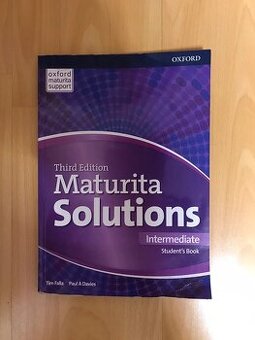 OXFORD
oxford
maturita
support
Third Edition
Maturita
Solutions
Intermediate
Student's Book
Tim Falla Paul A Davies